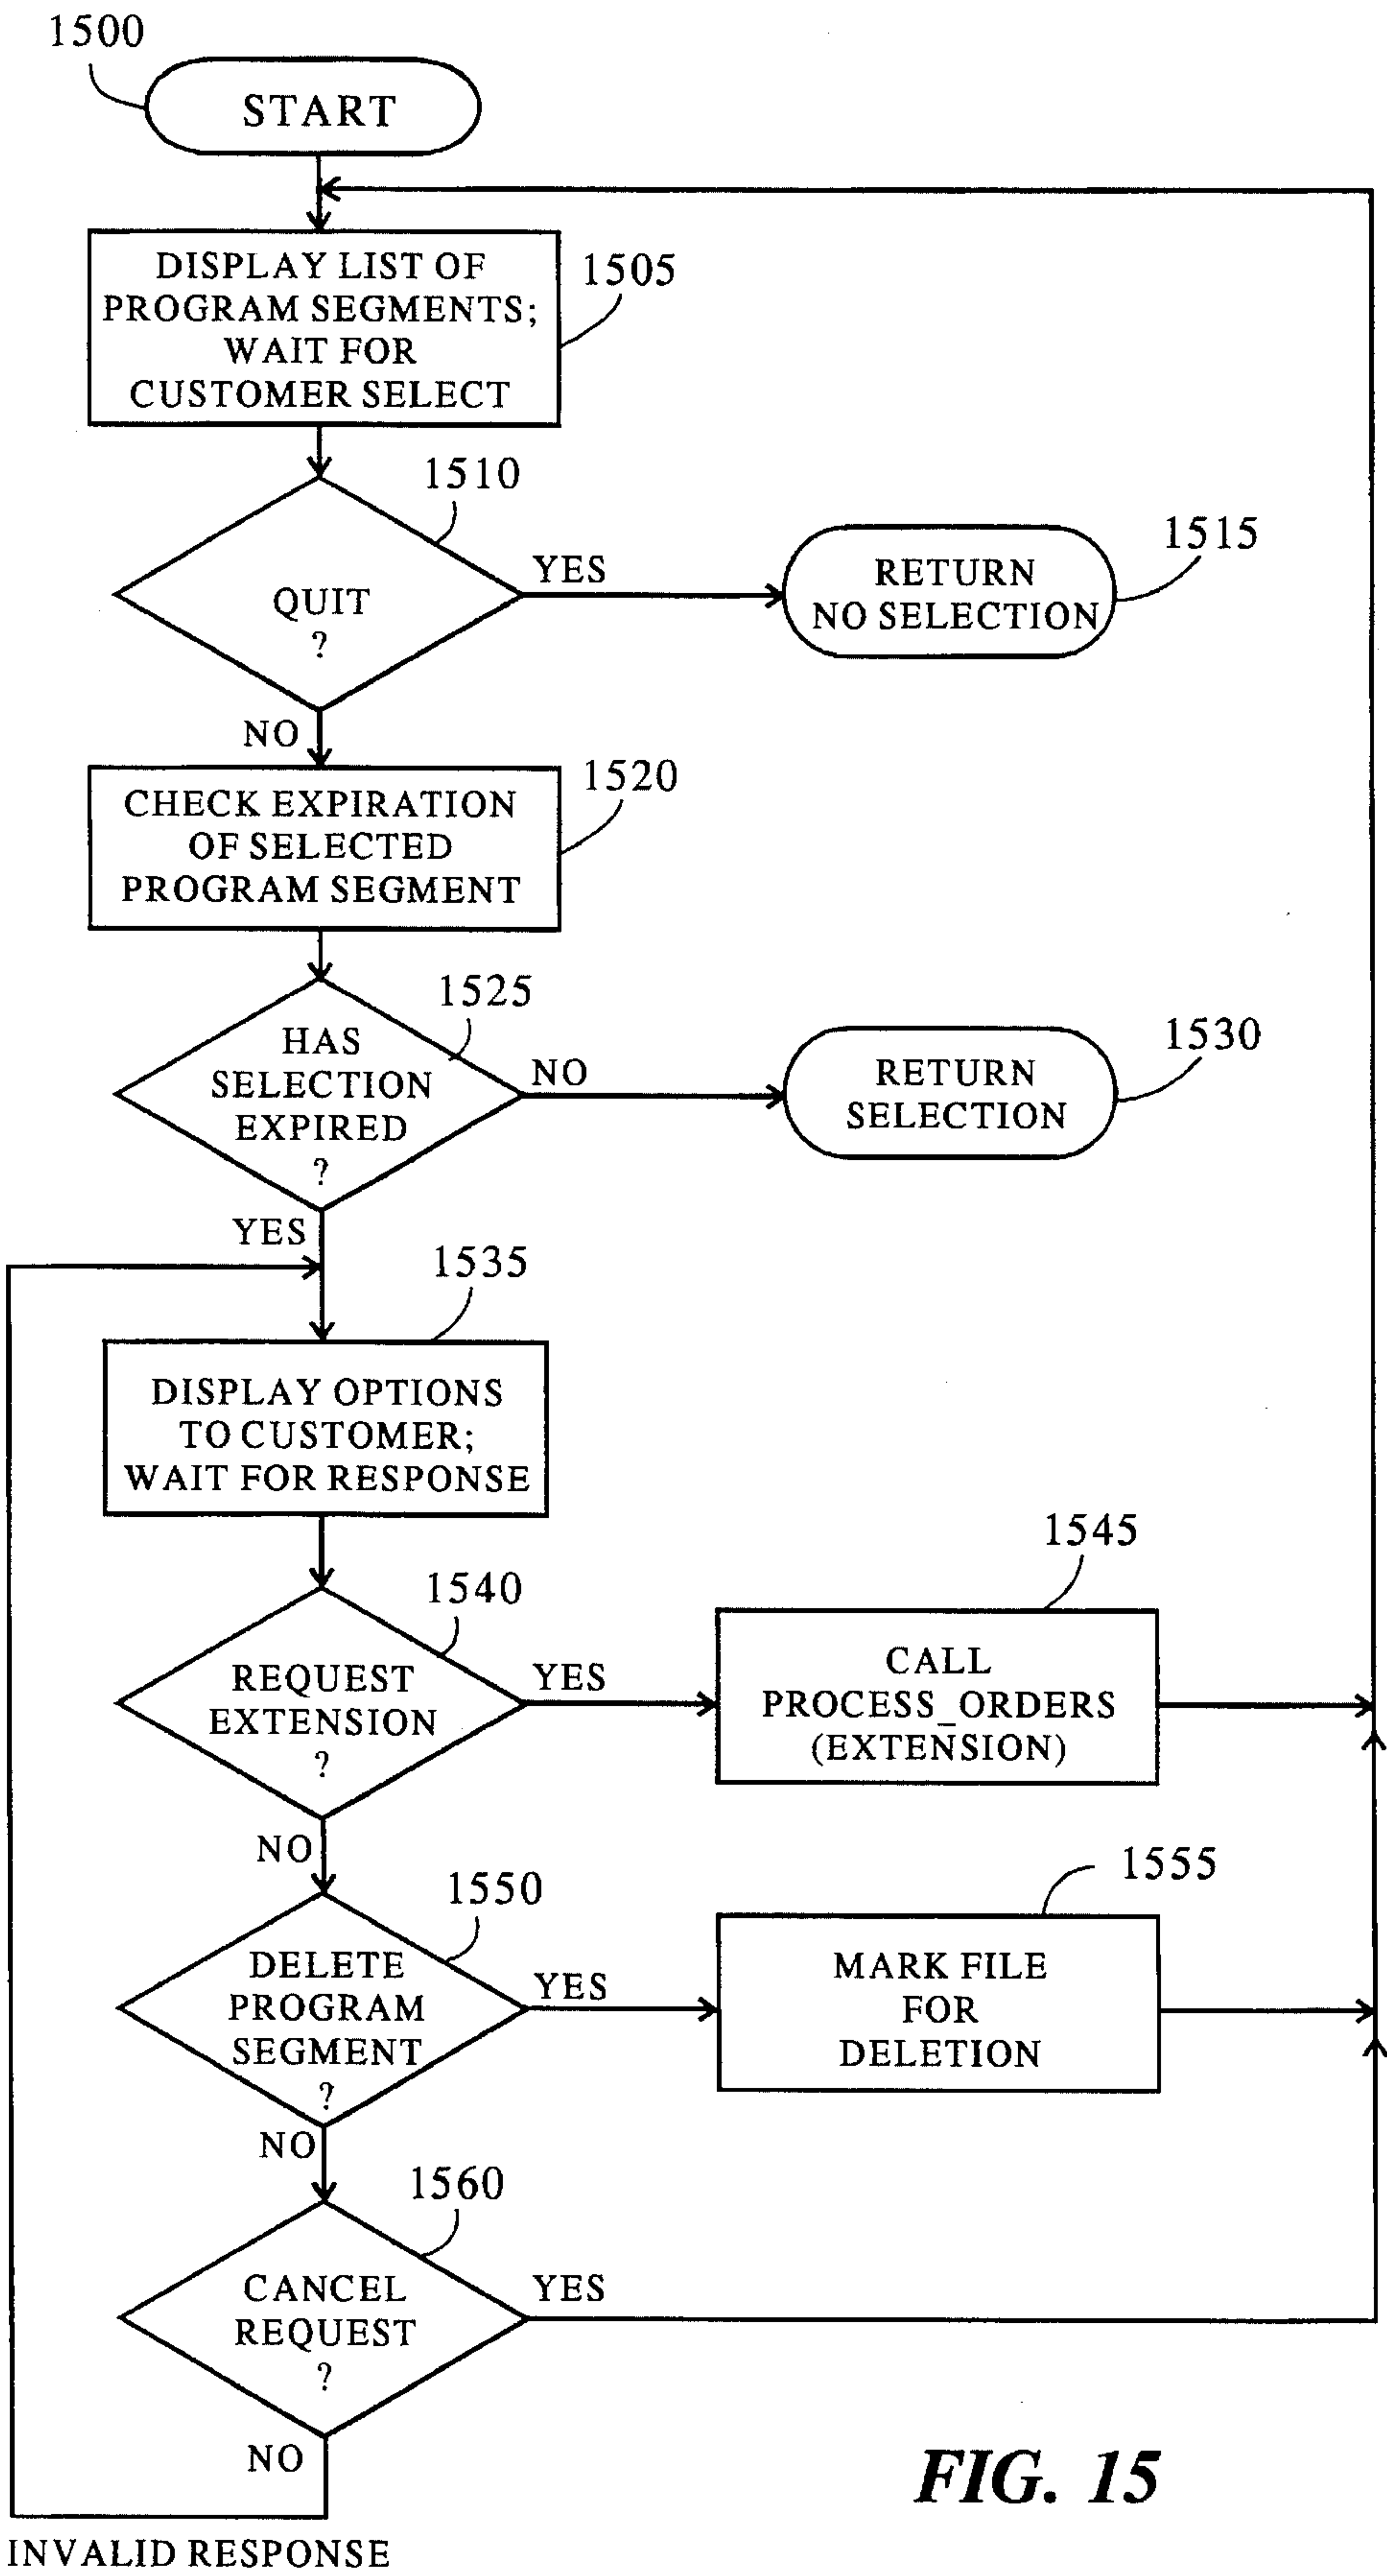 1500
START
DISPLAY LIST OF
PROGRAM SEGMENTS;
WAIT FOR
CUSTOMER SELECT
1505
1510
QUIT
?
YES
RETURN
NO SELECTION
1515
NO
CHECK EXPIRATION
OF SELECTED
PROGRAM SEGMENT
1520
1525
HAS
SELECTION
EXPIRED
?
NO
RETURN
SELECTION
1530
YES
1535
DISPLAY OPTIONS
TO CUSTOMER;
WAIT FOR RESPONSE
1540
REQUEST
EXTENSION
?
YES
1545
CALL
PROCESS_ORDERS
(EXTENSION)
NO
1550
DELETE
PROGRAM
SEGMENT
?
YES
1555
MARK FILE
FOR
DELETION
NO
1560
CANCEL
REQUEST
?
YES
NO
INVALID RESPONSE
FIG. 15